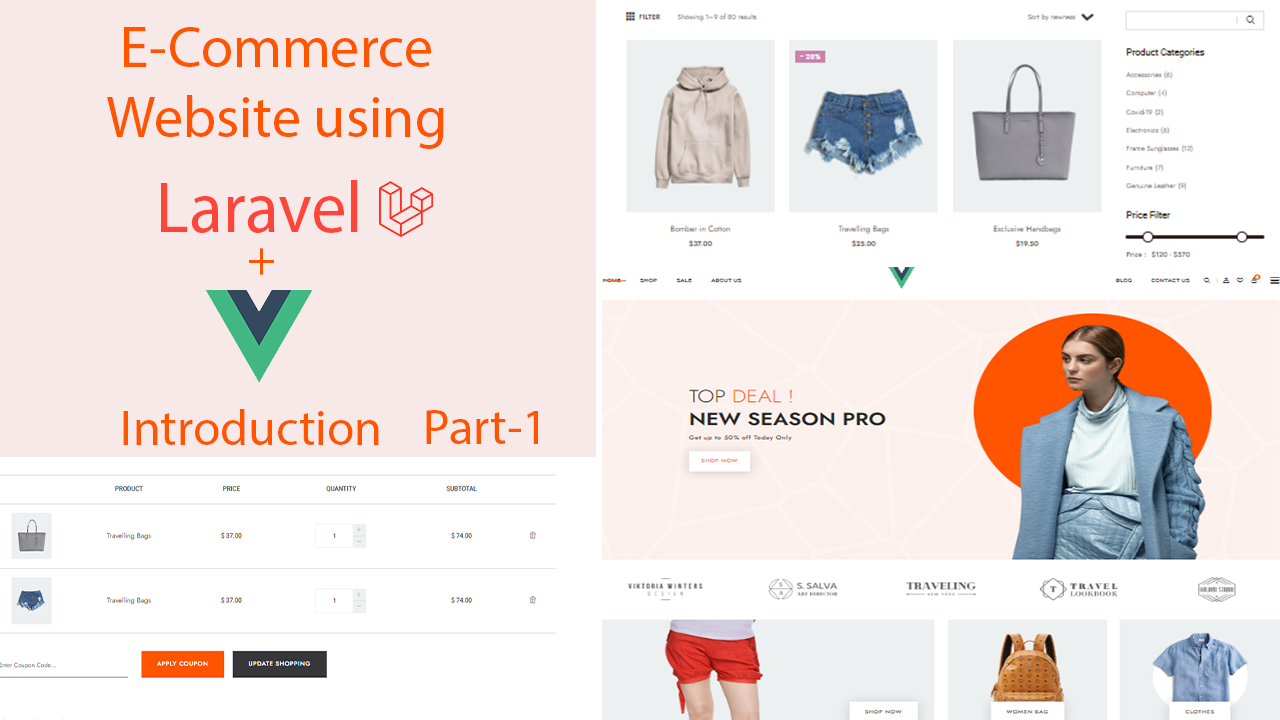 E-Commerce
Website using
Laravel
+
Introduction Part-1
PRODUCT PRICE QUANTITY SUBTOTAL
Travelling Bags $ 37.00 1 + - $ 74.00
Travelling Bags $ 37.00 1 + - $ 74.00
Enter Coupon Code... APPLY COUPON UPDATE SHOPPING
FILTER Showing 1–9 of 80 results Sort by newness
- 20%
Bomber in Cotton Travelling Bags Exclusive Handbags
$37.00 $25.00 $19.50
Product Categories
Accessories (6)
Computer (4)
Covid-19 (2)
Electronics (6)
Frame Sunglasses (12)
Furniture (7)
Genuine Leather (9)
Price Filter
Price : $120 - $370
HOME SHOP SALE ABOUT US BLOG CONTACT US
TOP DEAL !
NEW SEASON PRO
Get up to 50% off Today Only
SHOP NOW
VIKTORIA WINTERS
DESIGN
S. SALVA
ART DIRECTOR
TRAVELING
NEW YORK
T
TRAVEL
LOOKBOOK
SHOP NOW WOMEN BAG CLOTHES